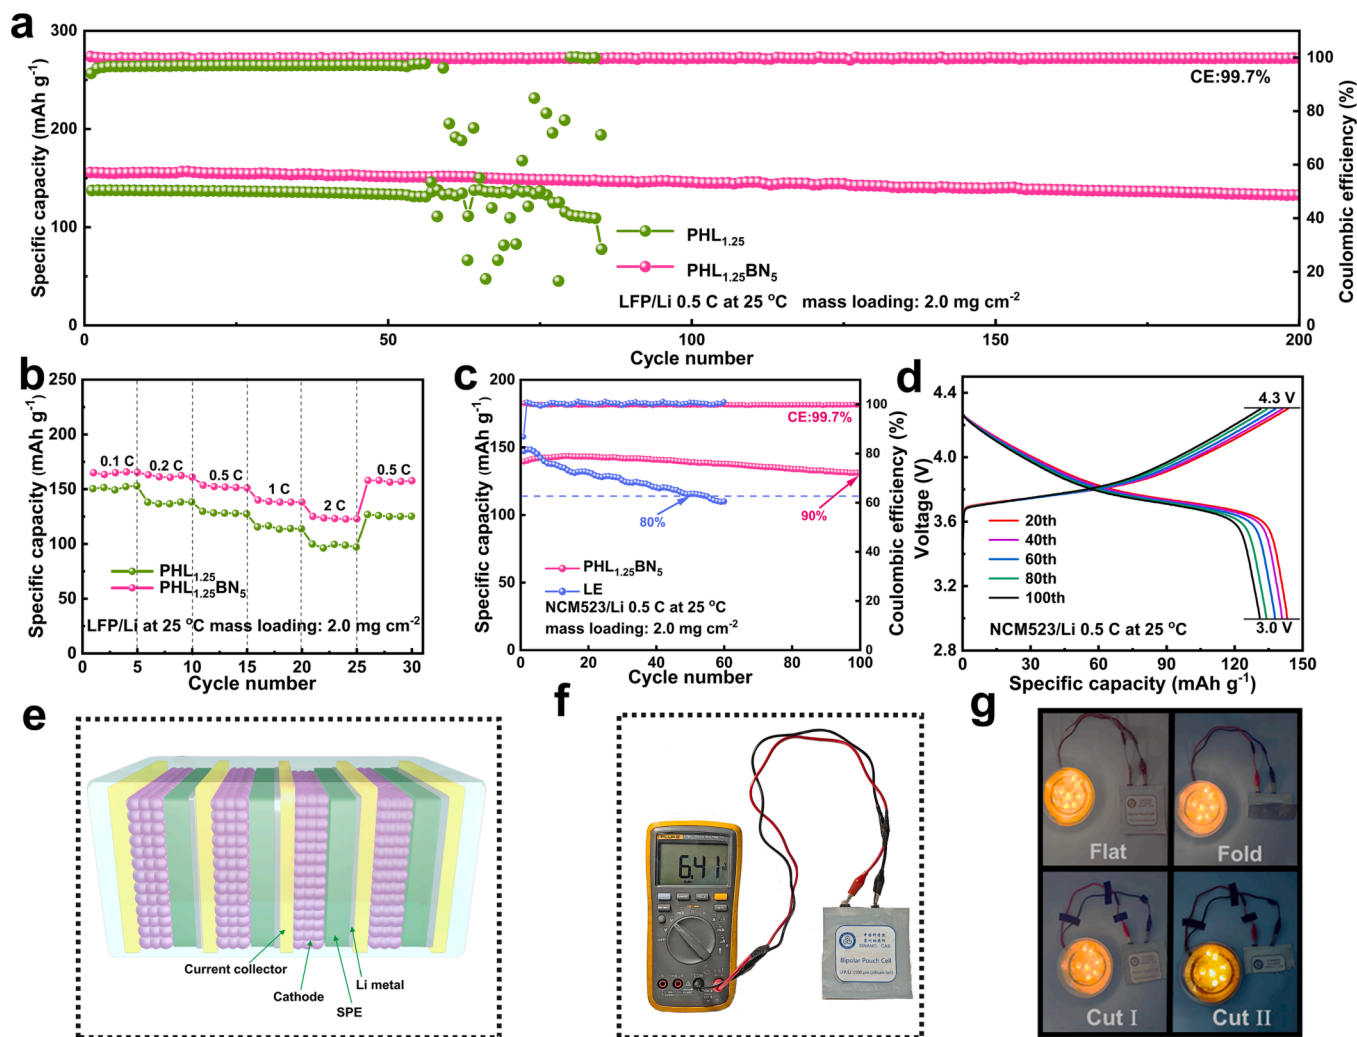 a
300
200
100
0
Specific capacity (mAh g⁻¹)
100
80
60
40
20
0
Coulombic efficiency (%)
CE:99.7%
PHL₁.₂₅
PHL₁.₂₅BN₅
LFP/Li 0.5 C at 25 °C mass loading: 2.0 mg cm⁻²
0 50 100 150 200
Cycle number
b
250
200
150
100
50
0
Specific capacity (mAh g⁻¹)
0.1 C 0.2 C 0.5 C 1 C 2 C 0.5 C
PHL₁.₂₅
PHL₁.₂₅BN₅
LFP/Li at 25 °C mass loading: 2.0 mg cm⁻²
0 5 10 15 20 25 30
Cycle number
c
200
150
100
50
0
Specific capacity (mAh g⁻¹)
100
80
60
40
20
0
Coulombic efficiency (%)
CE:99.7%
80%
90%
PHL₁.₂₅BN₅
LE
NCM523/Li 0.5 C at 25 °C
mass loading: 2.0 mg cm⁻²
0 20 40 60 80 100
Cycle number
d
4.4
4.0
3.6
3.2
2.8
Voltage (V)
4.3 V
20th
40th
60th
80th
100th
3.0 V
NCM523/Li 0.5 C at 25 °C
0 30 60 90 120 150
Specific capacity (mAh g⁻¹)
e
Current collector
Cathode
SPE
Li metal
f
FLUKE
6.41
SINANO, CAS
Bipolar Pouch Cell
g
Flat
Fold
Cut I
Cut II